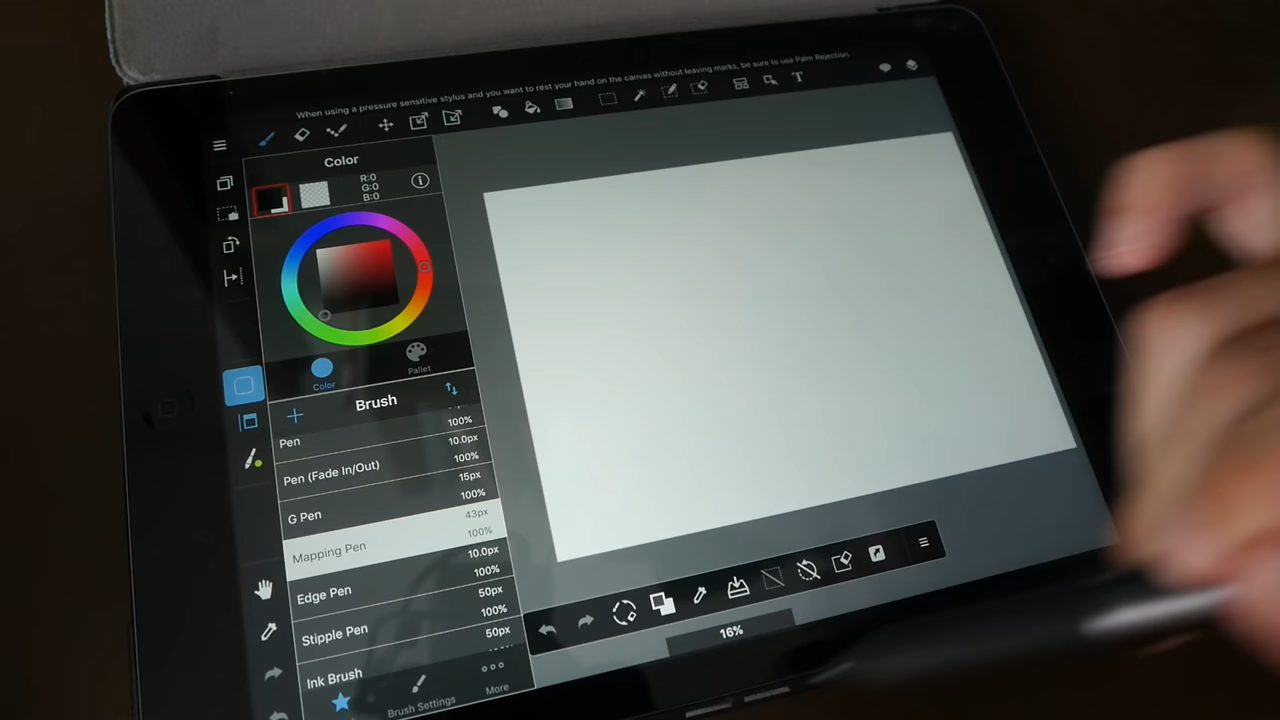 When using a pressure sensitive stylus and you want to rest your hand on the canvas without leaving marks, be sure to use Palm Rejection.
T
Color
R:0
G:0
B:0
Color
Pallet
Brush
Pen
100%
Pen (Fade In/Out)
10.0px
100%
G Pen
15px
100%
Mapping Pen
43px
100%
Edge Pen
10.0px
100%
Stipple Pen
50px
100%
Ink Brush
50px
Brush Settings
More
16%